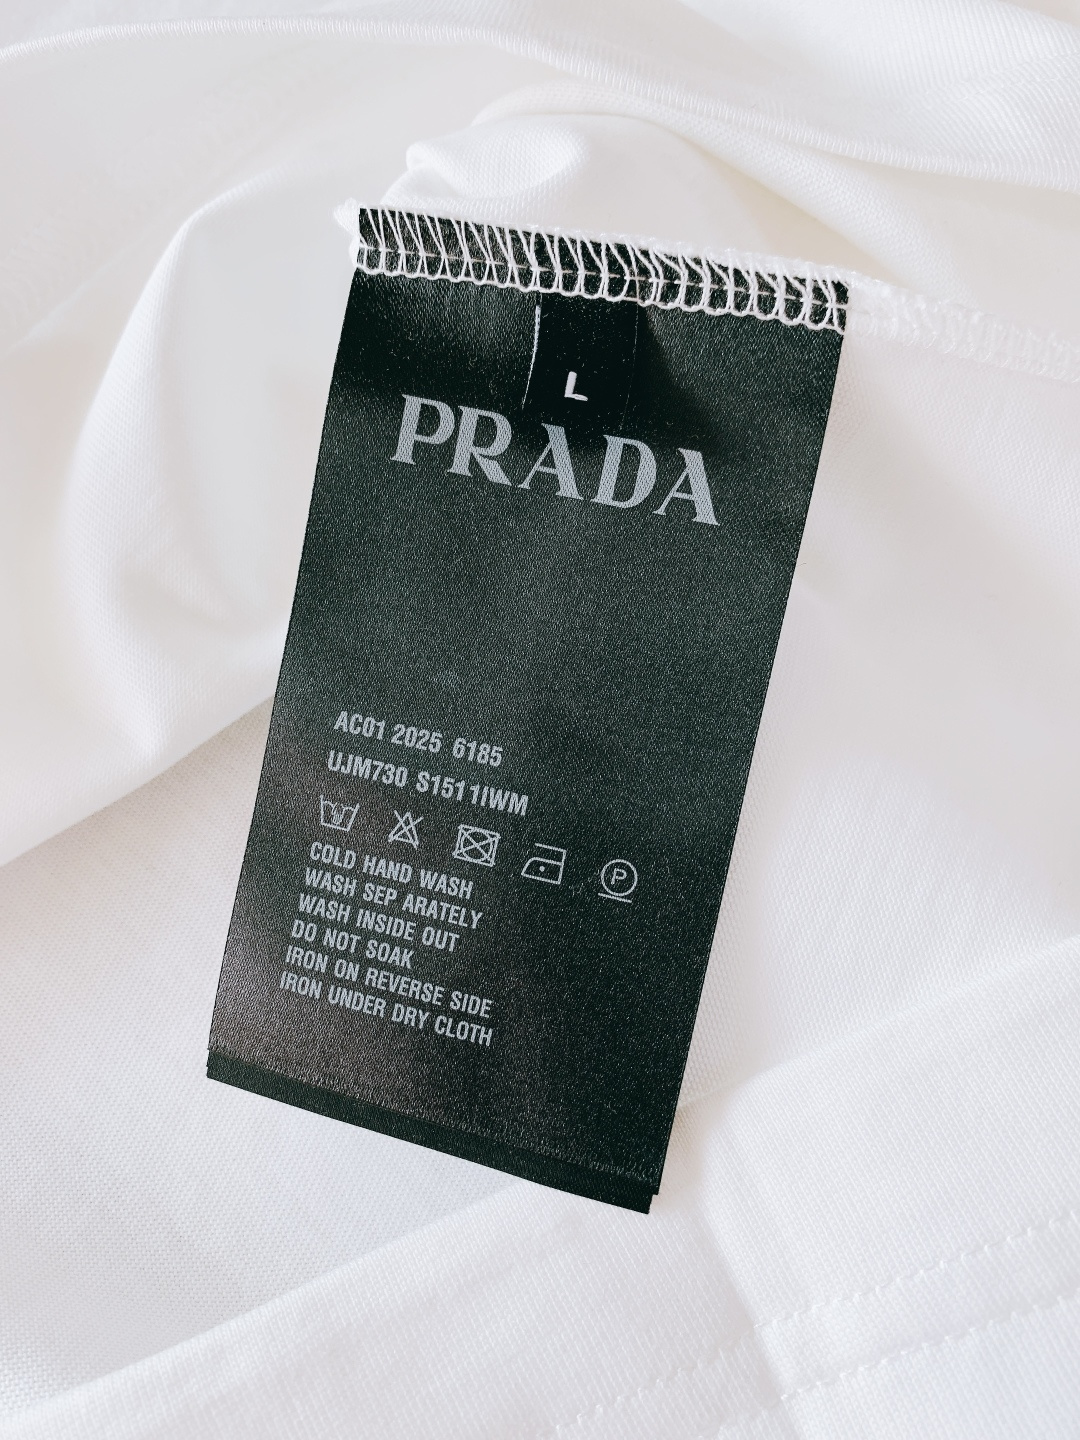 L
PRADA
AC01 2025 6185
UJM730 S1511IWM
P
COLD HAND WASH
WASH SEP ARATELY
WASH INSIDE OUT
DO NOT SOAK
IRON ON REVERSE SIDE
IRON UNDER DRY CLOTH